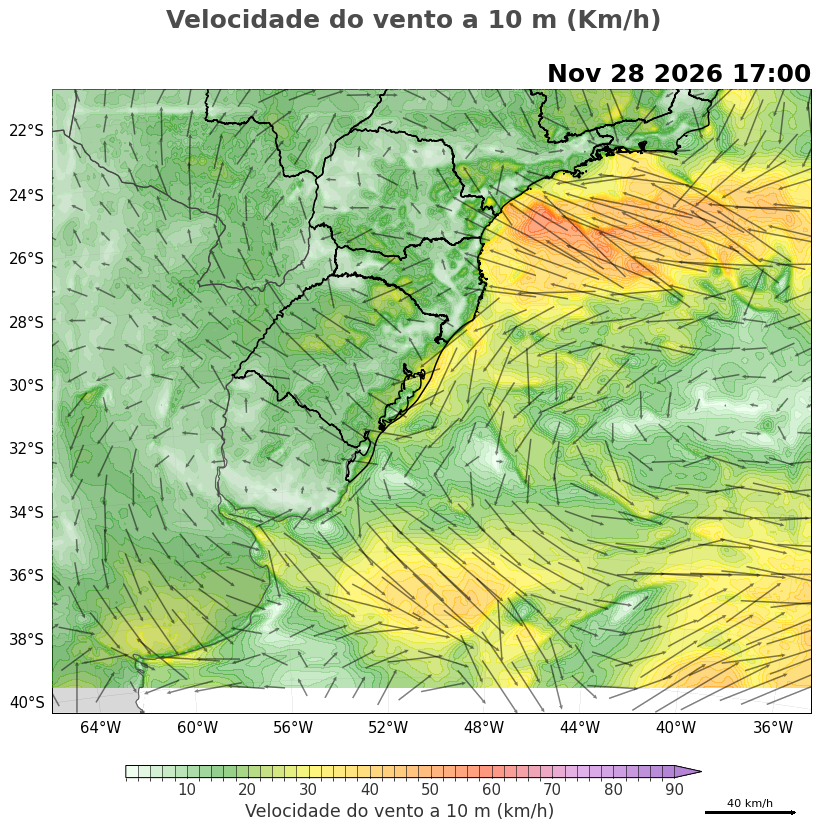 Velocidade do vento a 10 m (Km/h)
Nov 28 2026 17:00
22°S
24°S
26°S
28°S
30°S
32°S
34°S
36°S
38°S
40°S
64°W 60°W 56°W 52°W 48°W 44°W 40°W 36°W
10 20 30 40 50 60 70 80 90
Velocidade do vento a 10 m (km/h)
40 km/h